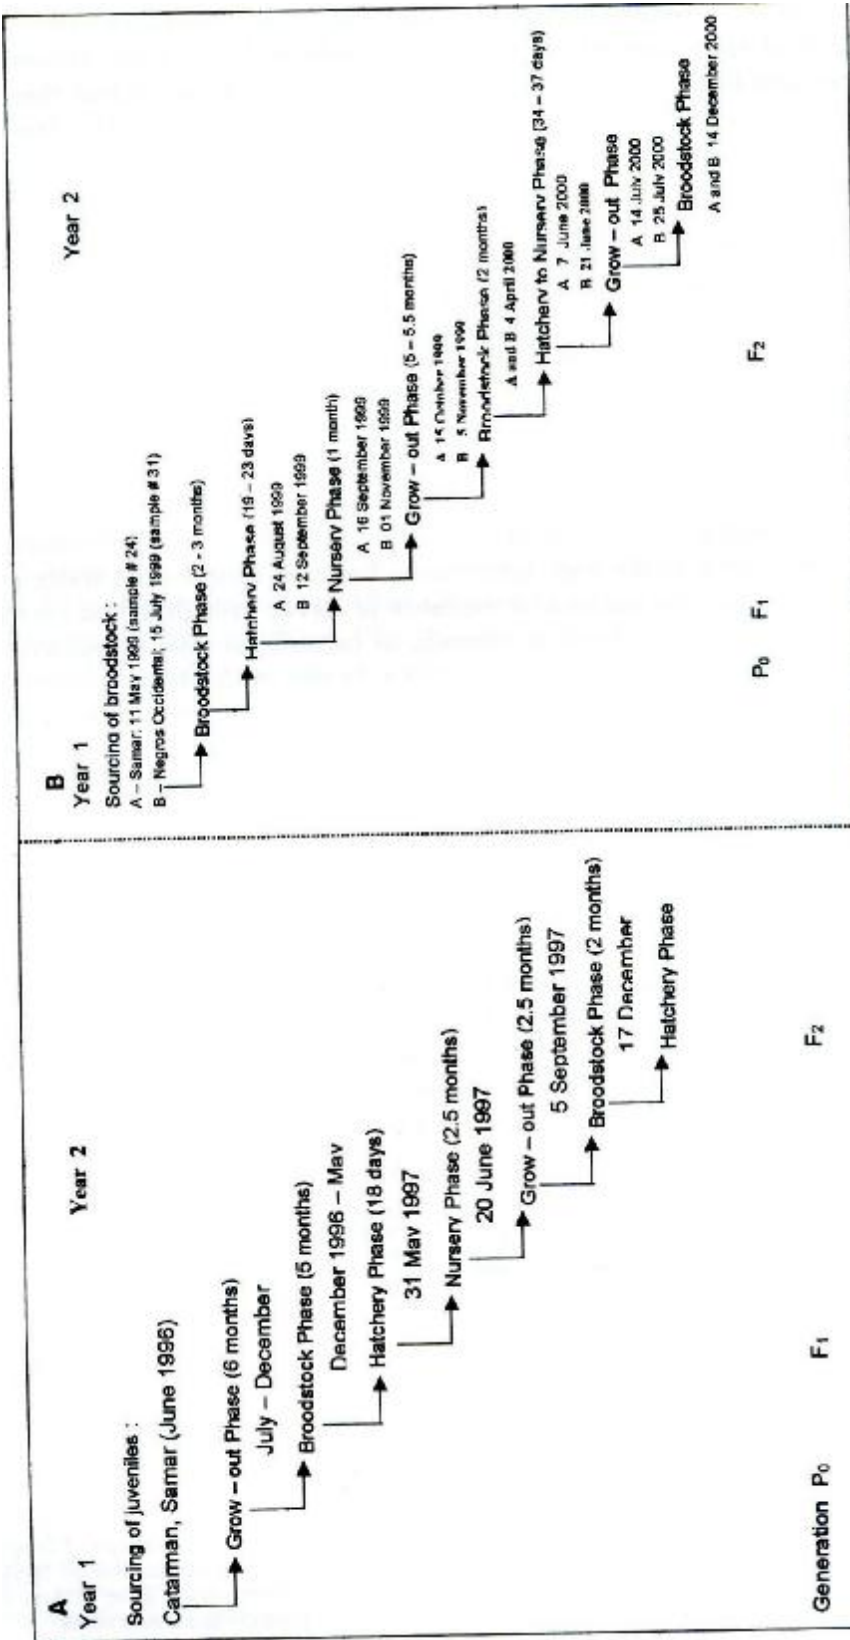 A
Year 1
Year 2
Sourcing of juveniles :
Catarman, Samar (June 1996)
Grow – out Phase (6 months)
July – December
Broodstock Phase (5 months)
December 1996 – May
Hatchery Phase (18 days)
31 May 1997
Nursery Phase (2.5 months)
20 June 1997
Grow – out Phase (2.5 months)
5 September 1997
Broodstock Phase (2 months)
17 December
Hatchery Phase
Generation P0 F1 F2
B
Year 1
Year 2
Sourcing of broodstock :
A – Samar: 11 May 1999 (sample # 24)
B – Negros Occidental; 15 July 1999 (sample # 31)
Broodstock Phase (2 - 3 months)
Hatchery Phase (19 – 23 days)
A 24 August 1999
B 12 September 1999
Nursery Phase (1 month)
A 16 September 1999
B 01 November 1999
Grow – out Phase (5 – 5.5 months)
A 15 October 1999
B 5 November 1999
Broodstock Phase (2 months)
A and B 4 April 2000
Hatchery to Nursery Phase (34 – 37 days)
A 7 June 2000
B 21 June 2000
Grow – out Phase
A 14 July 2000
B 25 July 2000
Broodstock Phase
A and B 14 December 2000
P0 F1 F2